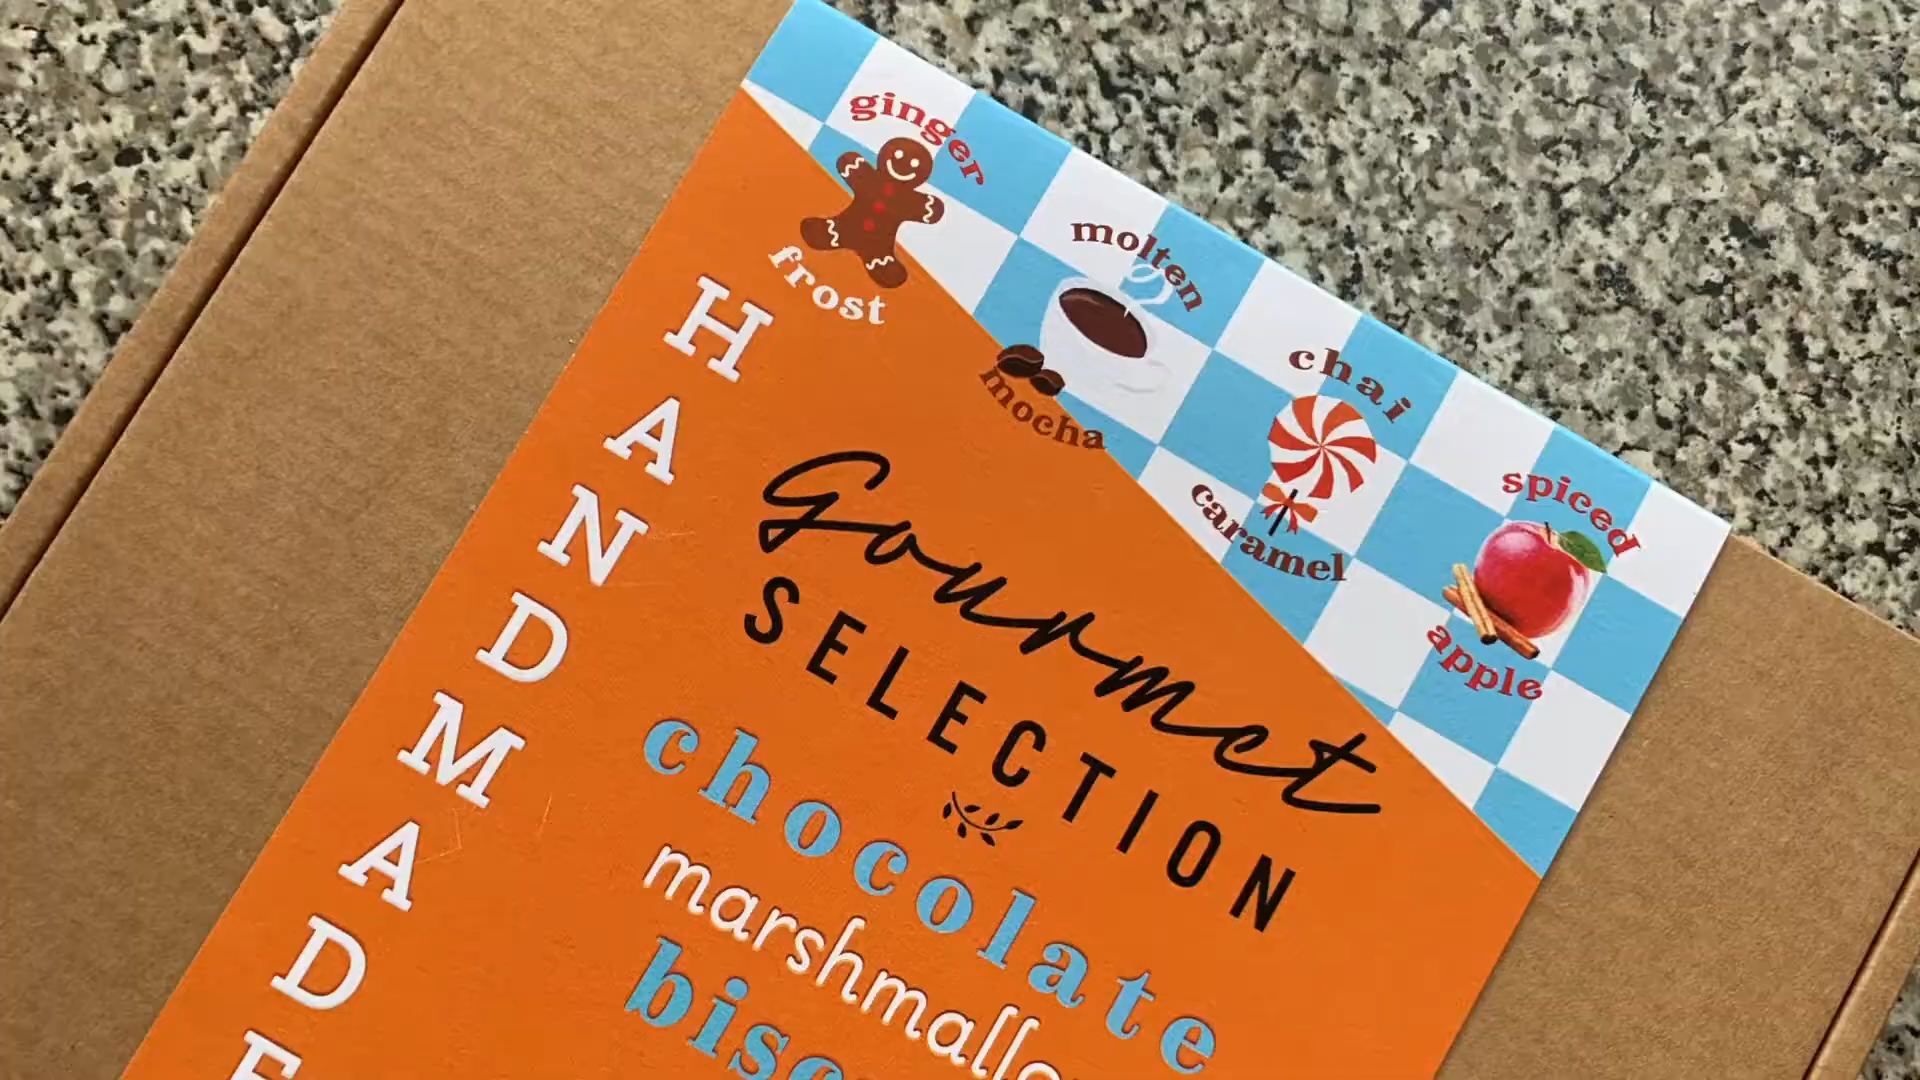 ginger
frost
molten
mocha
chai
caramel
spiced
apple
HANDMADE
Gourmet
SELECTION
chocolate